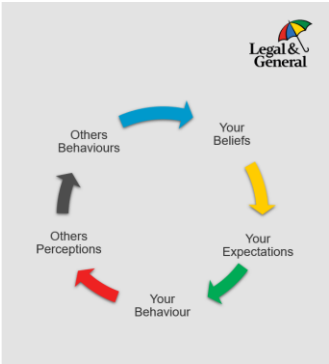 Legal &
General
Others
Behaviours
Your
Beliefs
Others
Perceptions
Your
Expectations
Your
Behaviour